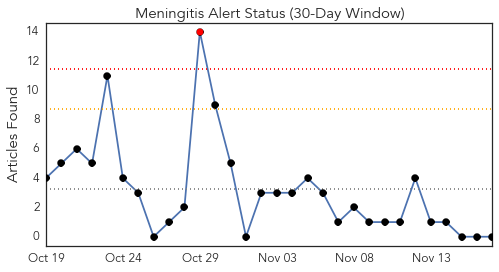 Meningitis Alert Status (30-Day Window)
Articles Found
14
12
10
8
6
4
2
0
Oct 19 Oct 24 Oct 29 Nov 03 Nov 08 Nov 13